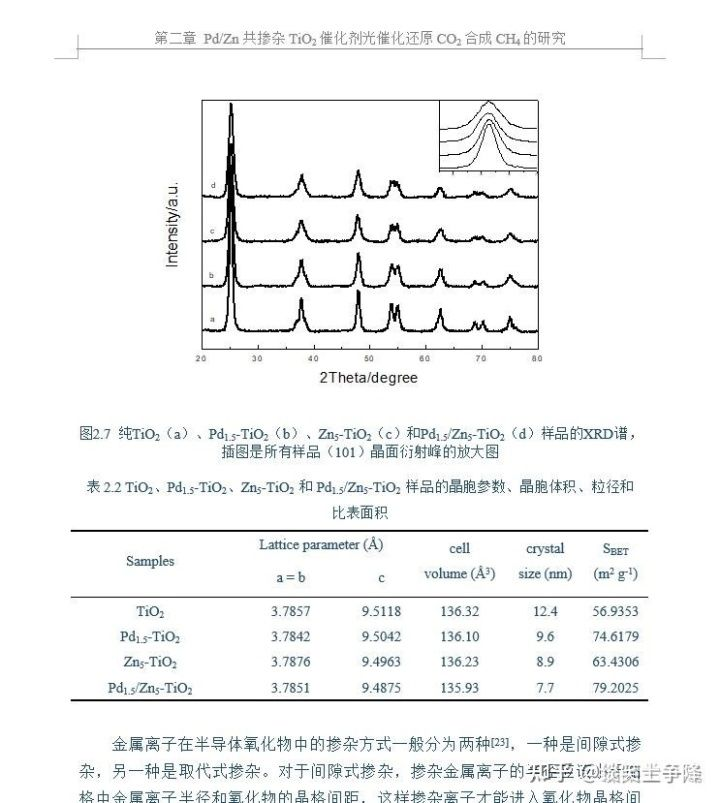 第二章 Pd/Zn 共掺杂 TiO₂ 催化剂光催化还原 CO₂ 合成 CH₄ 的研究
Intensity/a.u.
d
c
b
a
20 30 40 50 60 70 80
2Theta/degree
图2.7 纯TiO₂(a)、Pd₁.₅-TiO₂(b)、Zn₅-TiO₂(c)和Pd₁.₅/Zn₅-TiO₂(d)样品的XRD谱,
插图是所有样品(101)晶面衍射峰的放大图
表 2.2 TiO₂、Pd₁.₅-TiO₂、Zn₅-TiO₂ 和 Pd₁.₅/Zn₅-TiO₂ 样品的晶胞参数、晶胞体积、粒径和
比表面积
Samples Lattice parameter (Å) cell volume (Å³) crystal size (nm) S_BET (m² g⁻¹)
a = b c
TiO₂ 3.7857 9.5118 136.32 12.4 56.9353
Pd₁.₅-TiO₂ 3.7842 9.5042 136.10 9.6 74.6179
Zn₅-TiO₂ 3.7876 9.4963 136.23 8.9 63.4306
Pd₁.₅/Zn₅-TiO₂ 3.7851 9.4875 135.93 7.7 79.2025
金属离子在半导体氧化物中的掺杂方式一般分为两种[23],一种是间隙式掺
杂,另一种是取代式掺杂。对于间隙式掺杂,掺杂金属离子的半
格中金属离子半径和氧化物的晶格间距,这样掺杂离子才能进入氧化物晶格间
知乎